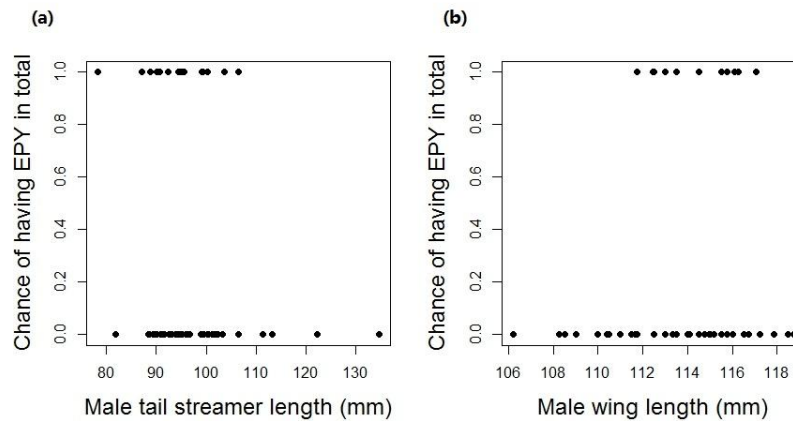 (a)
(b)
Chance of having EPY in total
1.0
0.8
0.6
0.4
0.2
0.0
80 90 100 110 120 130
Male tail streamer length (mm)
Chance of having EPY in total
1.0
0.8
0.6
0.4
0.2
0.0
106 108 110 112 114 116 118
Male wing length (mm)